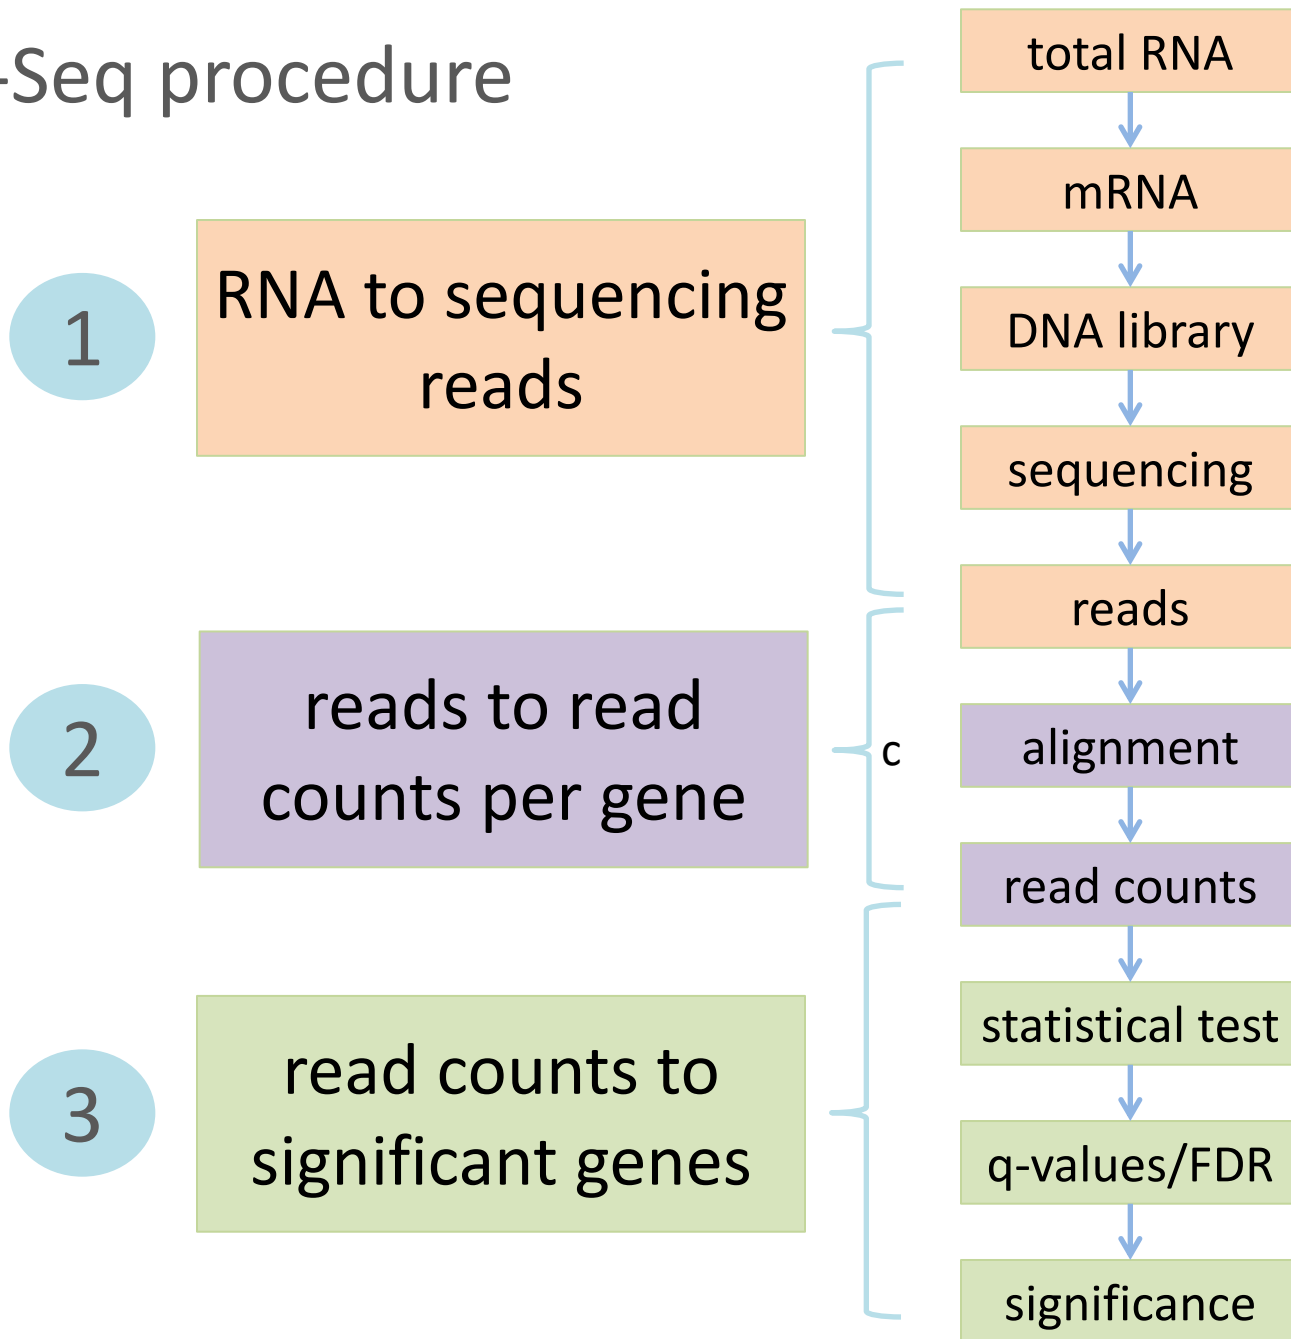 -Seq procedure
1
RNA to sequencing
reads
2
reads to read
counts per gene
c
3
read counts to
significant genes
total RNA
mRNA
DNA library
sequencing
reads
alignment
read counts
statistical test
q-values/FDR
significance